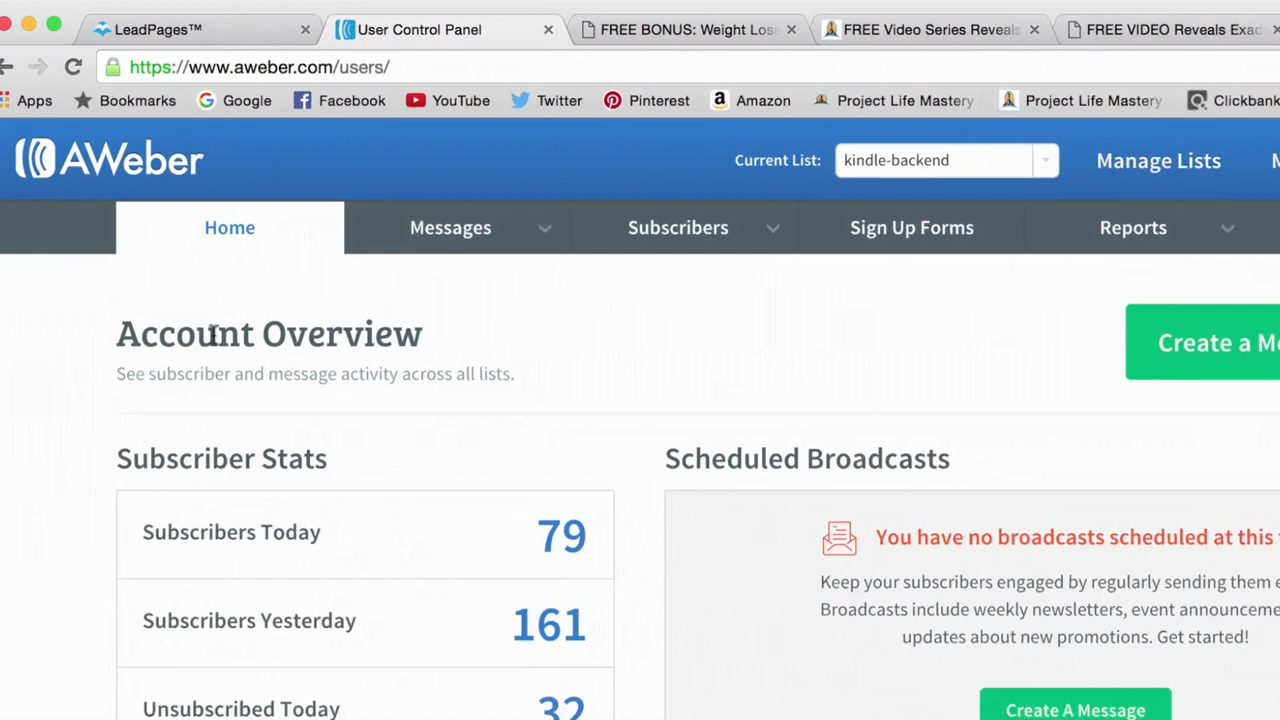 LeadPages™
User Control Panel
FREE BONUS: Weight Loss
FREE Video Series Reveals
FREE VIDEO Reveals Exac
https://www.aweber.com/users/
Apps
Bookmarks
Google
Facebook
YouTube
Twitter
Pinterest
Amazon
Project Life Mastery
Project Life Mastery
Clickbank
AWeber
Current List:
kindle-backend
Manage Lists
Home
Messages
Subscribers
Sign Up Forms
Reports
Account Overview
See subscriber and message activity across all lists.
Create a Me
Subscriber Stats
Scheduled Broadcasts
Subscribers Today
79
You have no broadcasts scheduled at this
Keep your subscribers engaged by regularly sending them e
Broadcasts include weekly newsletters, event announceme
updates about new promotions. Get started!
Subscribers Yesterday
161
Unsubscribed Today
32
Create A Message